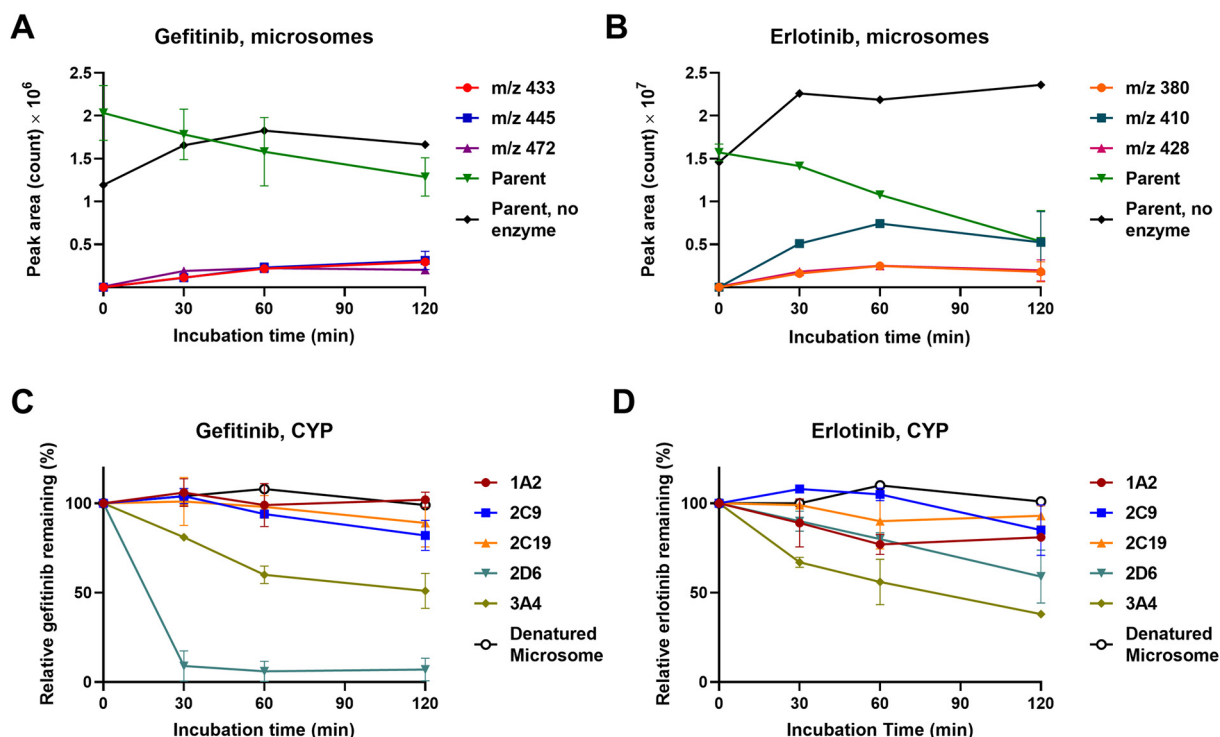 A
Gefitinib, microsomes
Peak area (count) × 10⁶
2.5
2
1.5
1
0.5
0 30 60 90 120
Incubation time (min)
m/z 433
m/z 445
m/z 472
Parent
Parent, no
enzyme
B
Erlotinib, microsomes
Peak area (count) × 10⁷
2.5
2
1.5
1
0.5
0 30 60 90 120
Incubation time (min)
m/z 380
m/z 410
m/z 428
Parent
Parent, no
enzyme
C
Gefitinib, CYP
Relative gefitinib remaining (%)
100
50
0
0 30 60 90 120
Incubation time (min)
1A2
2C9
2C19
2D6
3A4
Denatured
Microsome
D
Erlotinib, CYP
Relative erlotinib remaining (%)
100
50
0
0 30 60 90 120
Incubation Time (min)
1A2
2C9
2C19
2D6
3A4
Denatured
Microsome